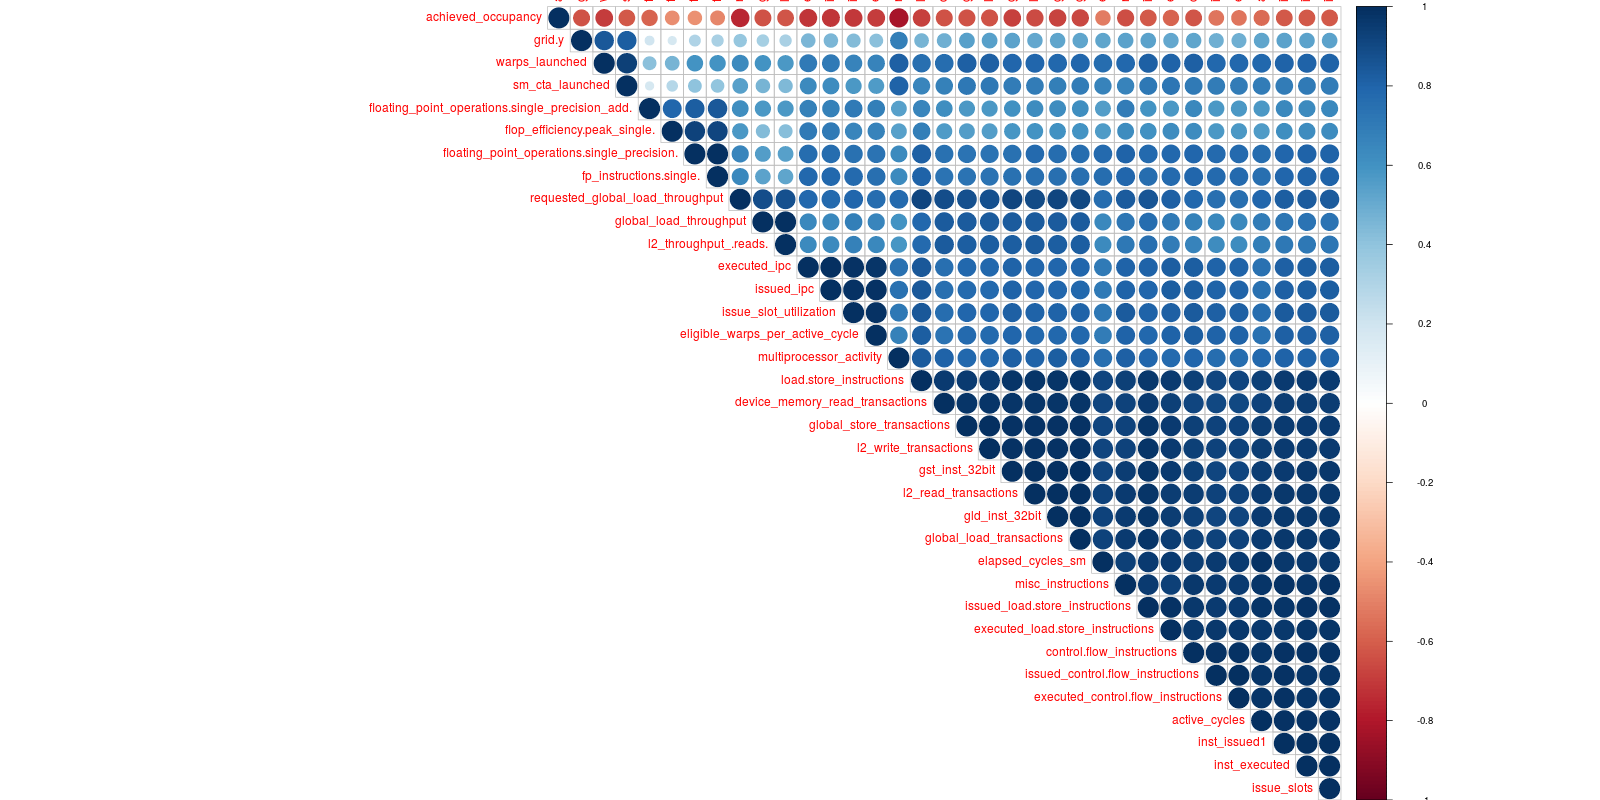 achieved_occupancy
grid.y
warps_launched
sm_cta_launched
floating_point_operations.single_precision_add.
flop_efficiency.peak_single.
floating_point_operations.single_precision.
fp_instructions.single.
requested_global_load_throughput
global_load_throughput
l2_throughput_.reads.
executed_ipc
issued_ipc
issue_slot_utilization
eligible_warps_per_active_cycle
multiprocessor_activity
load.store_instructions
device_memory_read_transactions
global_store_transactions
l2_write_transactions
gst_inst_32bit
l2_read_transactions
gld_inst_32bit
global_load_transactions
elapsed_cycles_sm
misc_instructions
issued_load.store_instructions
executed_load.store_instructions
control.flow_instructions
issued_control.flow_instructions
executed_control.flow_instructions
active_cycles
inst_issued1
inst_executed
issue_slots
1
0.8
0.6
0.4
0.2
0
-0.2
-0.4
-0.6
-0.8